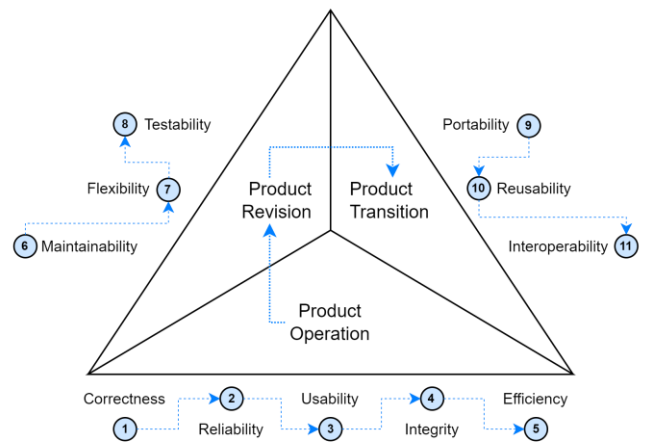 8 Testability
Portability 9
Flexibility 7
Product
Revision
Product
Transition
10 Reusability
6 Maintainability
Interoperability 11
Product
Operation
Correctness
2
Usability
4
Efficiency
1
Reliability
3
Integrity
5